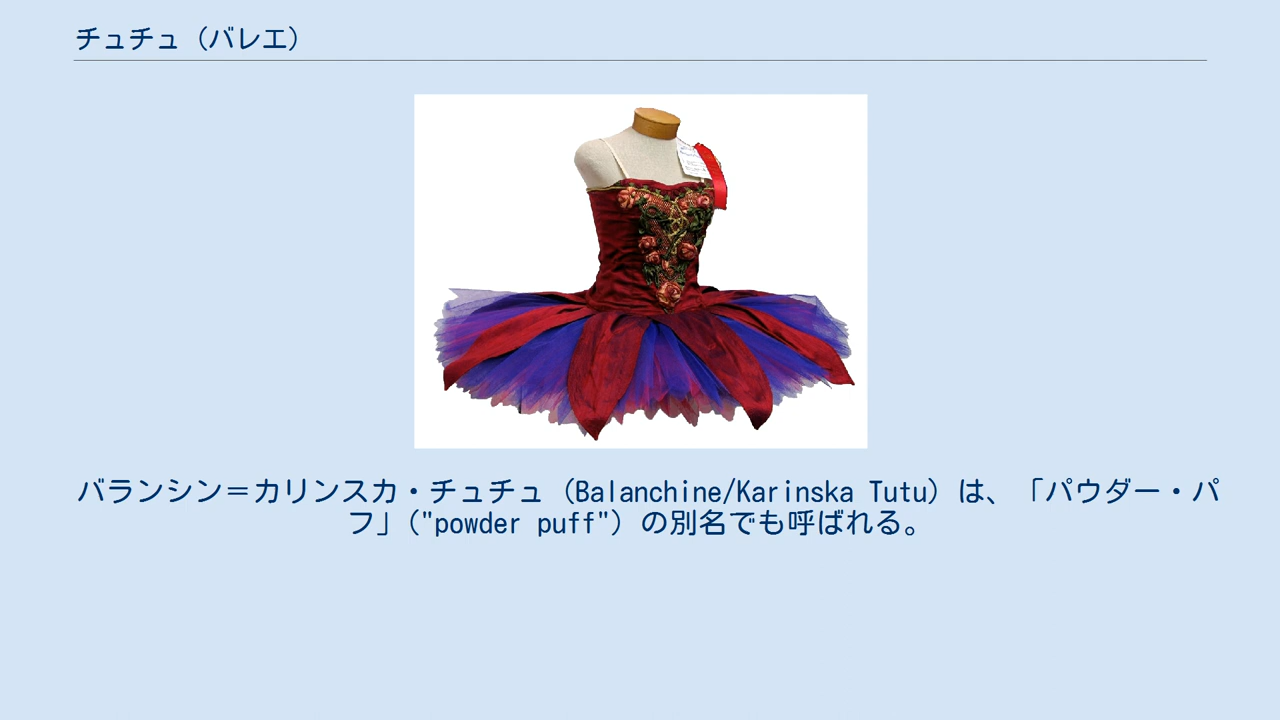 チュチュ（バレエ）
バランシン＝カリンスカ・チュチュ（Balanchine/Karinska Tutu）は、「パウダー・パ
フ」（"powder puff"）の別名でも呼ばれる。